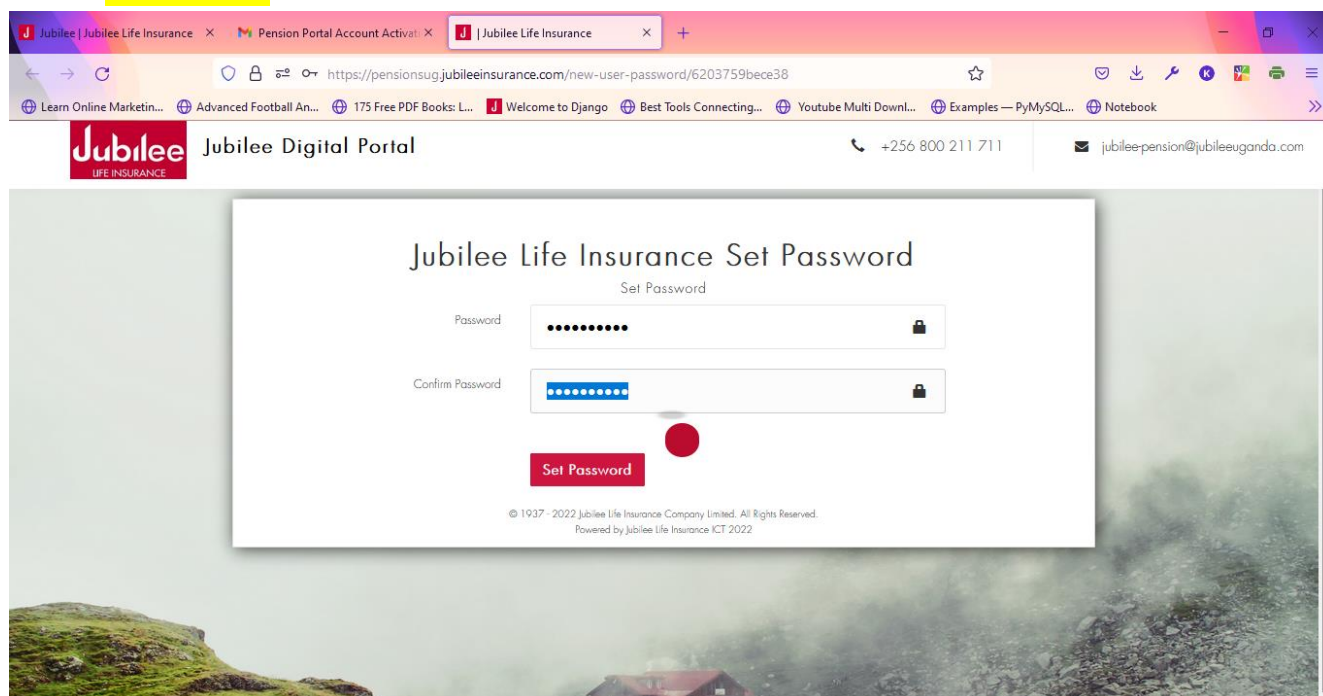 Jubilee | Jubilee Life Insurance
Pension Portal Account Activat
| Jubilee Life Insurance
https://pensionsug.jubileeinsurance.com/new-user-password/6203759bece38
Learn Online Marketin... Advanced Football An... 175 Free PDF Books: L... Welcome to Django Best Tools Connecting... Youtube Multi Downl... Examples — PyMySQL... Notebook
Jubilee
LIFE INSURANCE
Jubilee Digital Portal
+256 800 211 711
jubilee-pension@jubileeuganda.com
Jubilee Life Insurance Set Password
Set Password
Password
Confirm Password
Set Password
© 1937 - 2022 Jubilee Life Insurance Company Limited. All Rights Reserved.
Powered by Jubilee Life Insurance ICT 2022